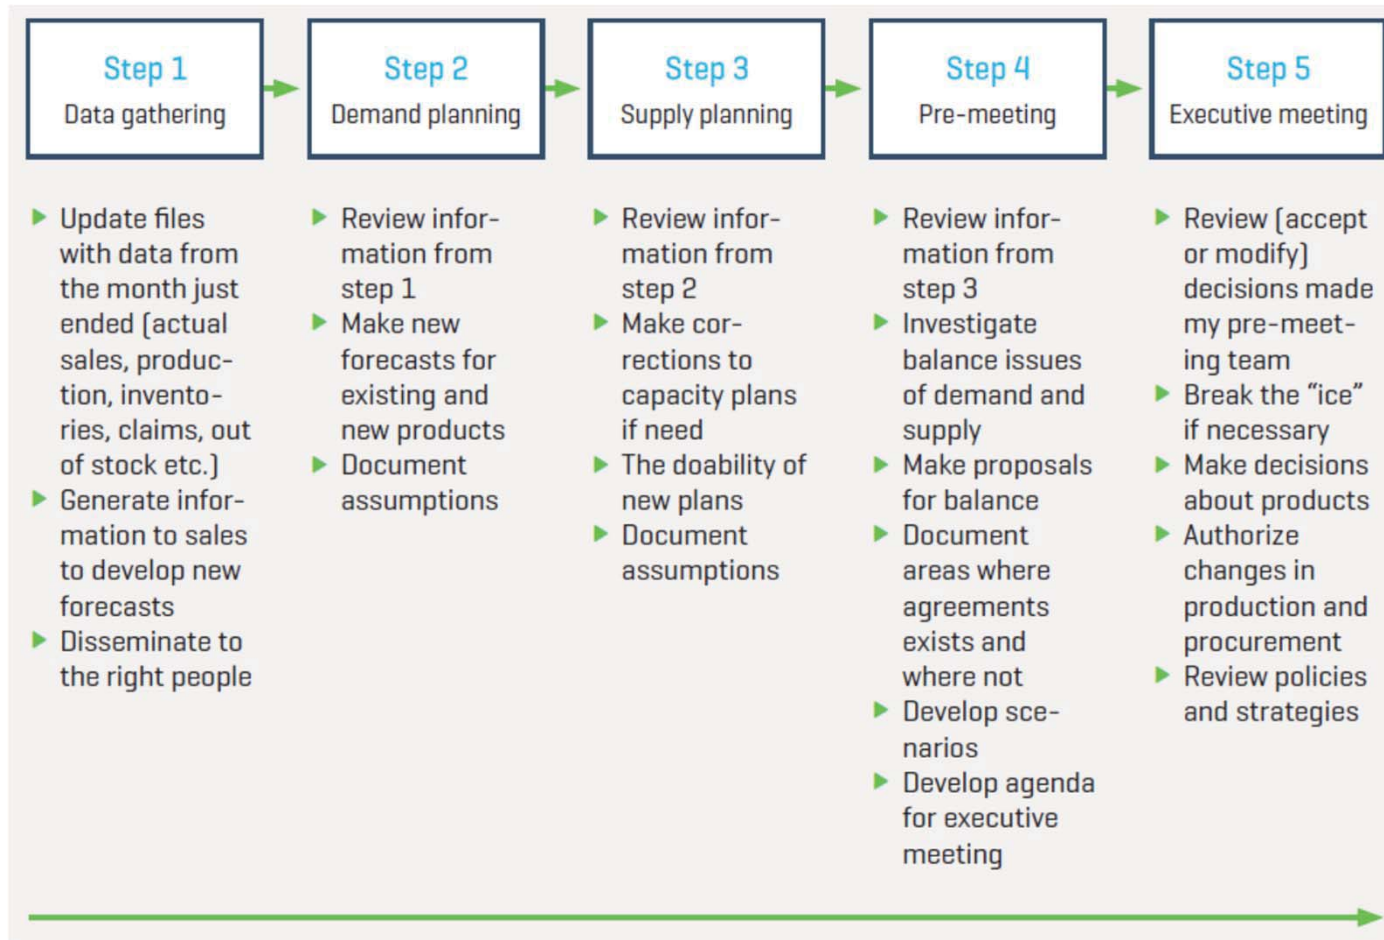 Step 1
Data gathering
Step 2
Demand planning
Step 3
Supply planning
Step 4
Pre-meeting
Step 5
Executive meeting
Update files
with data from
the month just
ended (actual
sales, produc-
tion, invento-
ries, claims, out
of stock etc.)
Generate infor-
mation to sales
to develop new
forecasts
Disseminate to
the right people
Review infor-
mation from
step 1
Make new
forecasts for
existing and
new products
Document
assumptions
Review infor-
mation from
step 2
Make cor-
rections to
capacity plans
if need
The doability of
new plans
Document
assumptions
Review infor-
mation from
step 3
Investigate
balance issues
of demand and
supply
Make proposals
for balance
Document
areas where
agreements
exists and
where not
Develop sce-
narios
Develop agenda
for executive
meeting
Review (accept
or modify)
decisions made
my pre-meet-
ing team
Break the “ice”
if necessary
Make decisions
about products
Authorize
changes in
production and
procurement
Review policies
and strategies